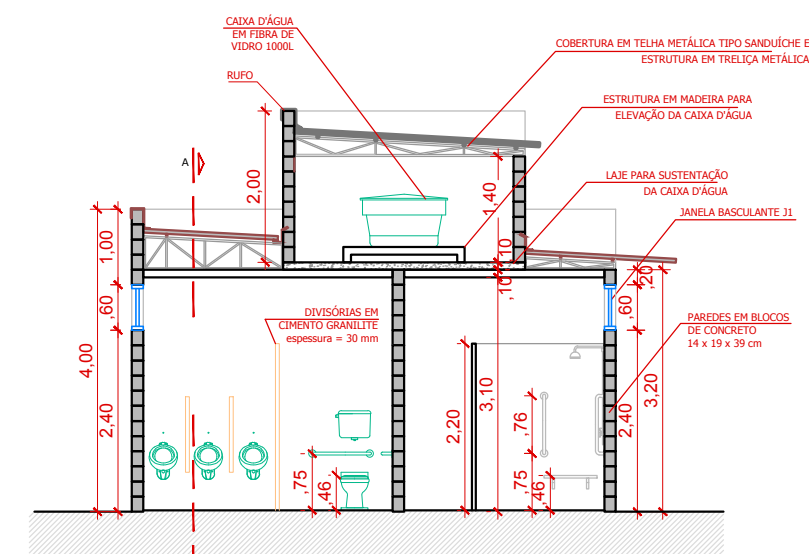 CAIXA D'ÁGUA
EM FIBRA DE
VIDRO 1000L
COBERTURA EM TELHA METÁLICA TIPO SANDUÍCHE E
ESTRUTURA EM TRELIÇA METÁLICA
RUFO
ESTRUTURA EM MADEIRA PARA
ELEVAÇÃO DA CAIXA D'ÁGUA
A
LAJE PARA SUSTENTAÇÃO
DA CAIXA D'ÁGUA
JANELA BASCULANTE J1
2,00
1,40
1,00
,10
,10
,20
,60
,60
DIVISÓRIAS EM
CIMENTO GRANILITE
espessura = 30 mm
PAREDES EM BLOCOS
DE CONCRETO
14 x 19 x 39 cm
4,00
2,40
2,20
3,10
,76
2,40
3,20
,75
,46
,75
,46